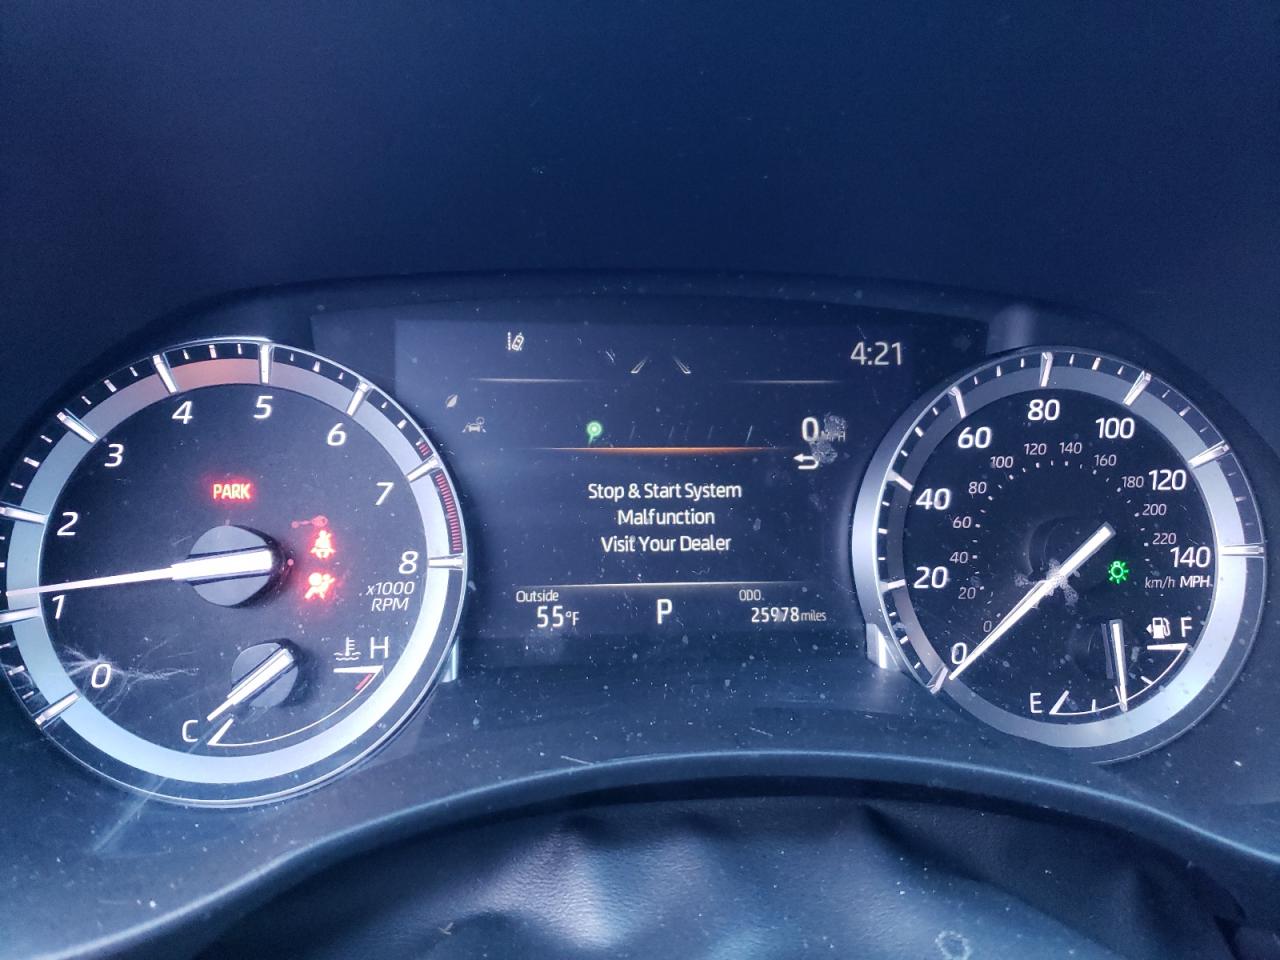 4:21
0 MPH
Stop & Start System
Malfunction
Visit Your Dealer
Outside
55°F
P
ODO.
25978 miles
0 1 2 3 4 5 6 7 8
x1000
RPM
PARK
C H
0 20 40 60 80 100 120 140
0 20 40 60 80 100 120 140 160 180 200 220
km/h MPH
E F